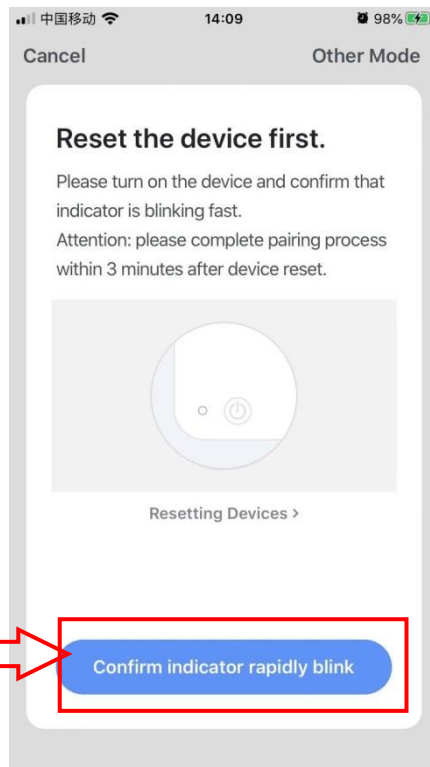 中国移动 14:09 98%
Cancel Other Mode
Reset the device first.
Please turn on the device and confirm that
indicator is blinking fast.
Attention: please complete pairing process
within 3 minutes after device reset.
Resetting Devices >
Confirm indicator rapidly blink